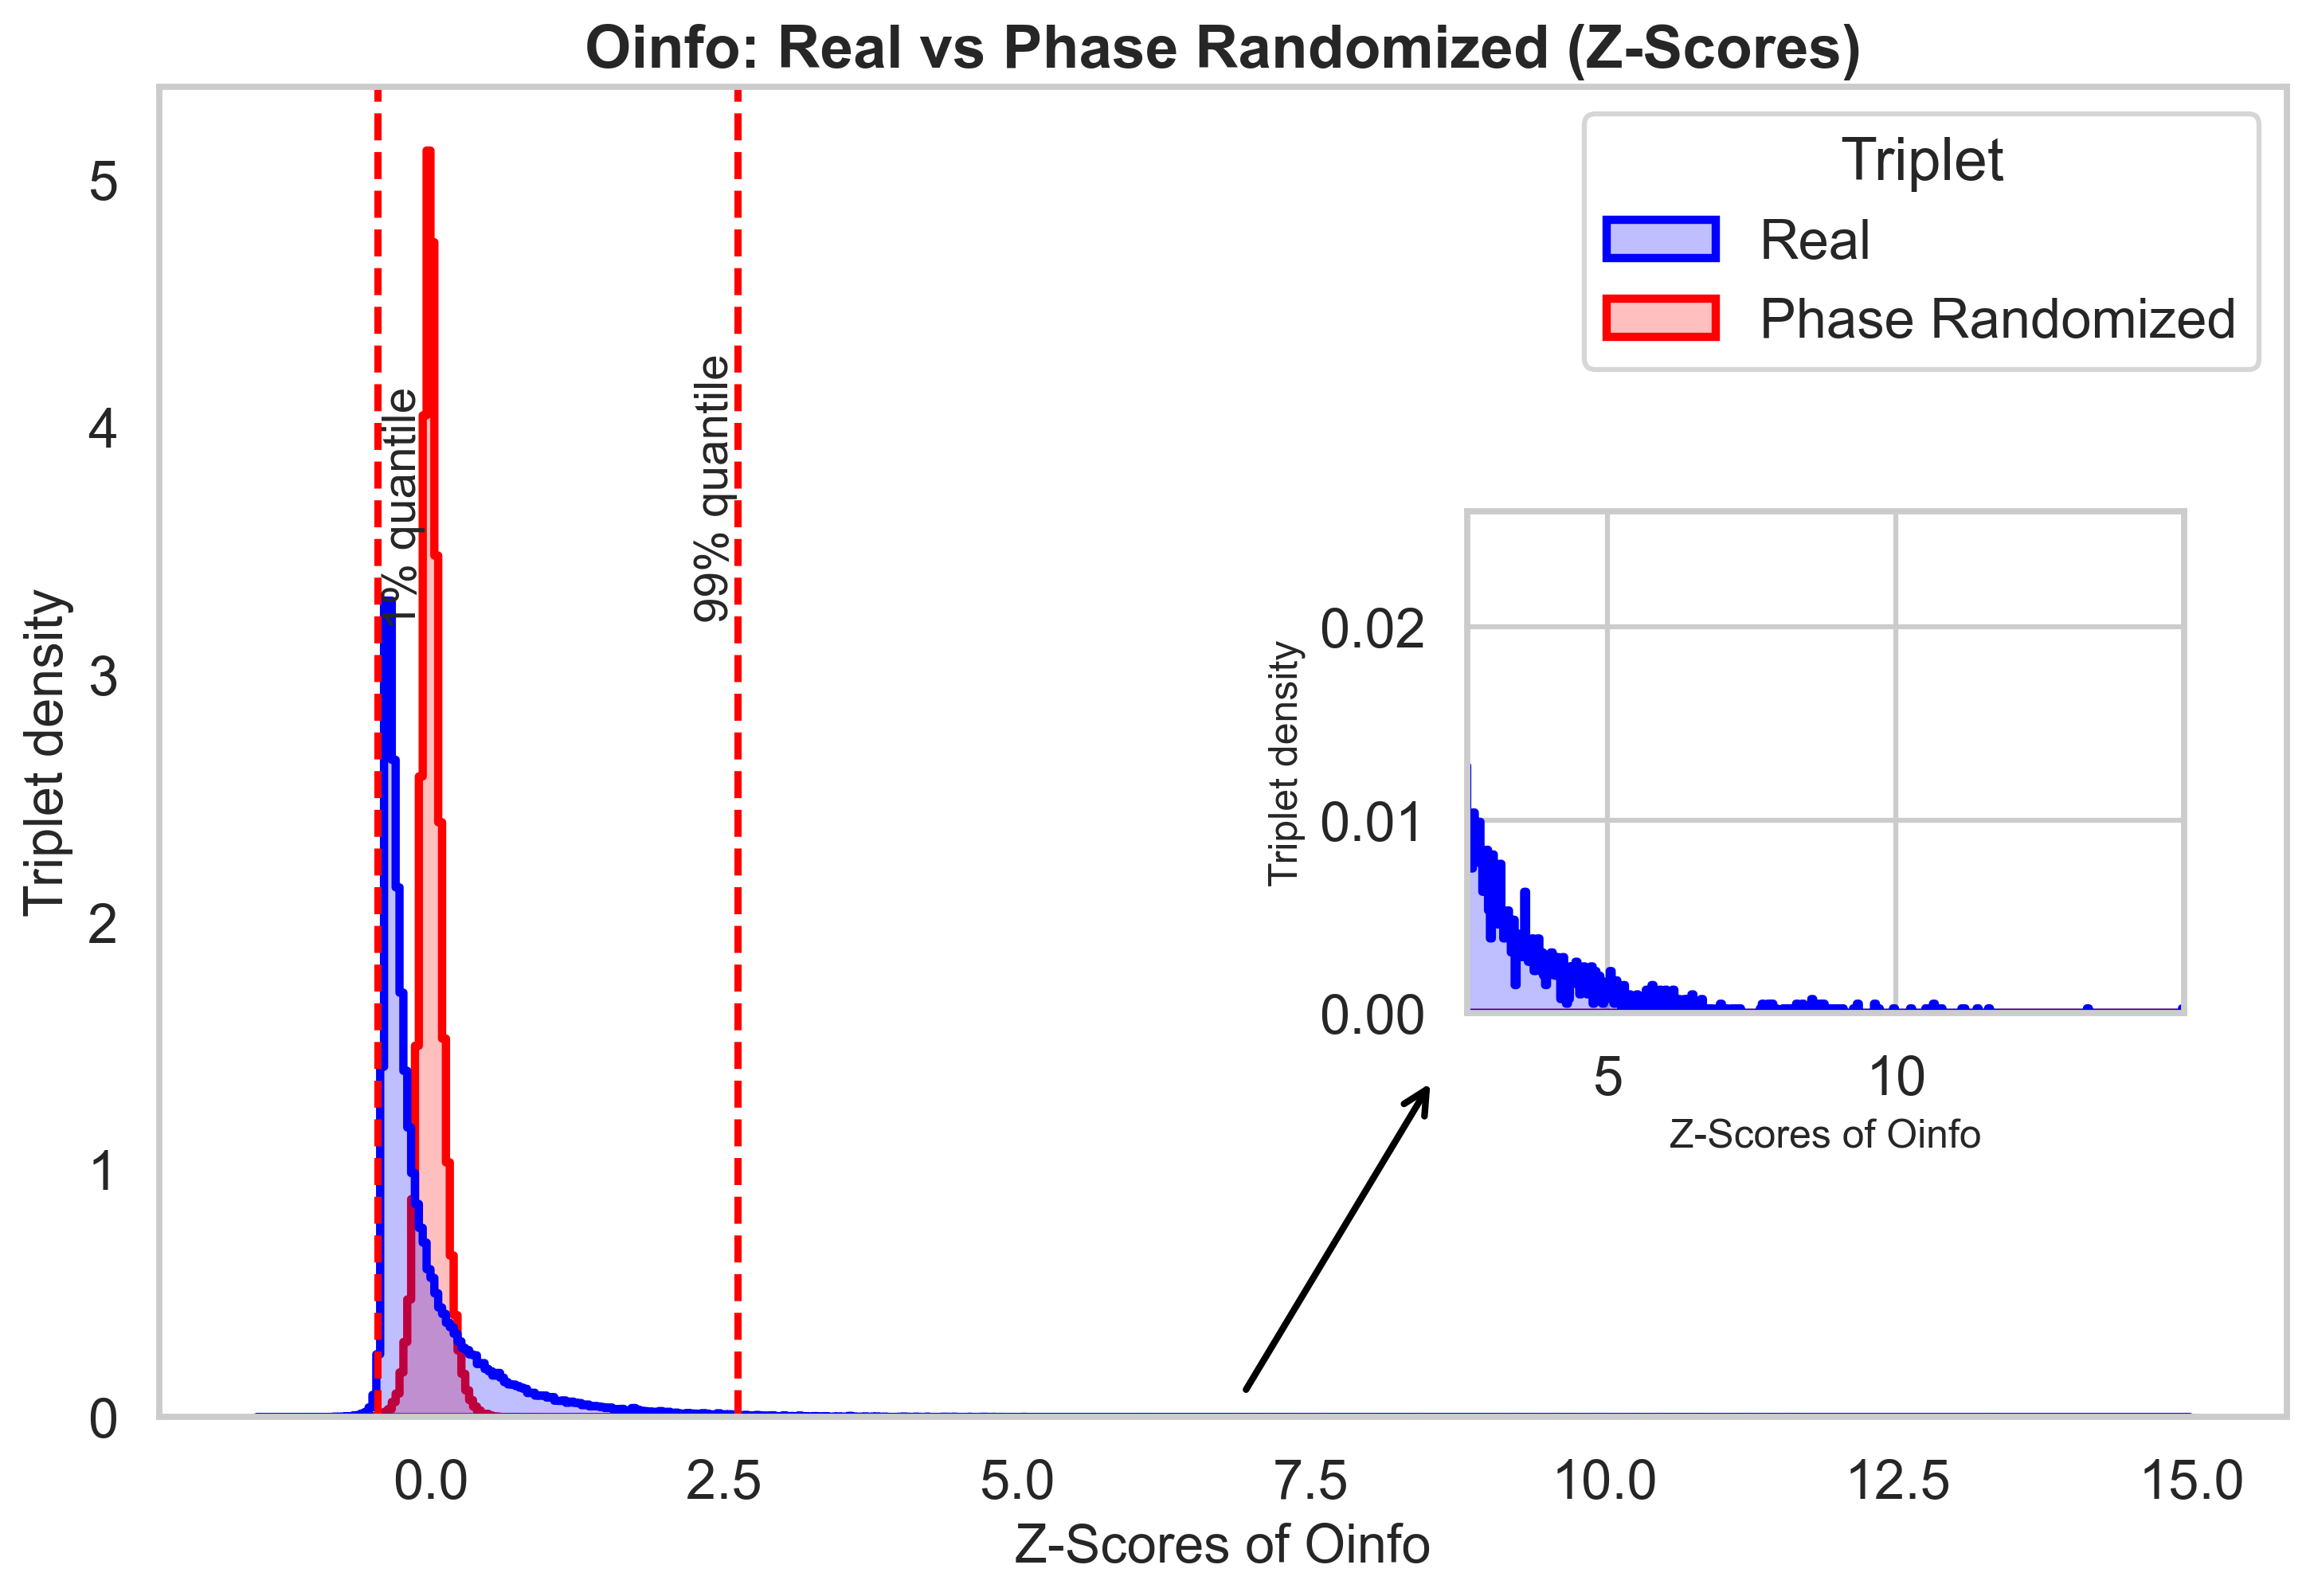 Oinfo: Real vs Phase Randomized (Z-Scores)
Triplet
Real
Phase Randomized
1% quantile
99% quantile
Triplet density
5
4
3
2
1
0
0.0 2.5 5.0 7.5 10.0 12.5 15.0
Z-Scores of Oinfo
Triplet density
0.02
0.01
0.00
5 10
Z-Scores of Oinfo